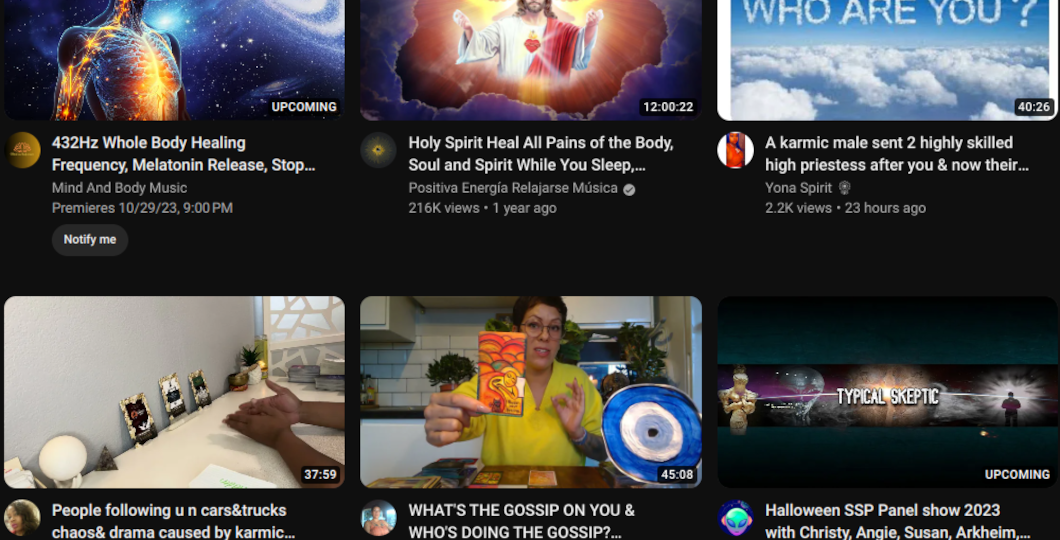 WHO ARE YOU ?
UPCOMING
12:00:22
40:26
432Hz Whole Body Healing
Frequency, Melatonin Release, Stop...
Mind And Body Music
Premieres 10/29/23, 9:00 PM
Notify me
Holy Spirit Heal All Pains of the Body,
Soul and Spirit While You Sleep,...
Positiva Energía Relajarse Música
216K views • 1 year ago
A karmic male sent 2 highly skilled
high priestess after you & now their...
Yona Spirit
2.2K views • 23 hours ago
37:59
45:08
TYPICAL SKEPTIC
UPCOMING
People following u n cars&trucks
chaos& drama caused by karmic...
WHAT'S THE GOSSIP ON YOU &
WHO'S DOING THE GOSSIP?...
Halloween SSP Panel show 2023
with Christy, Angie, Susan, Arkheim,...